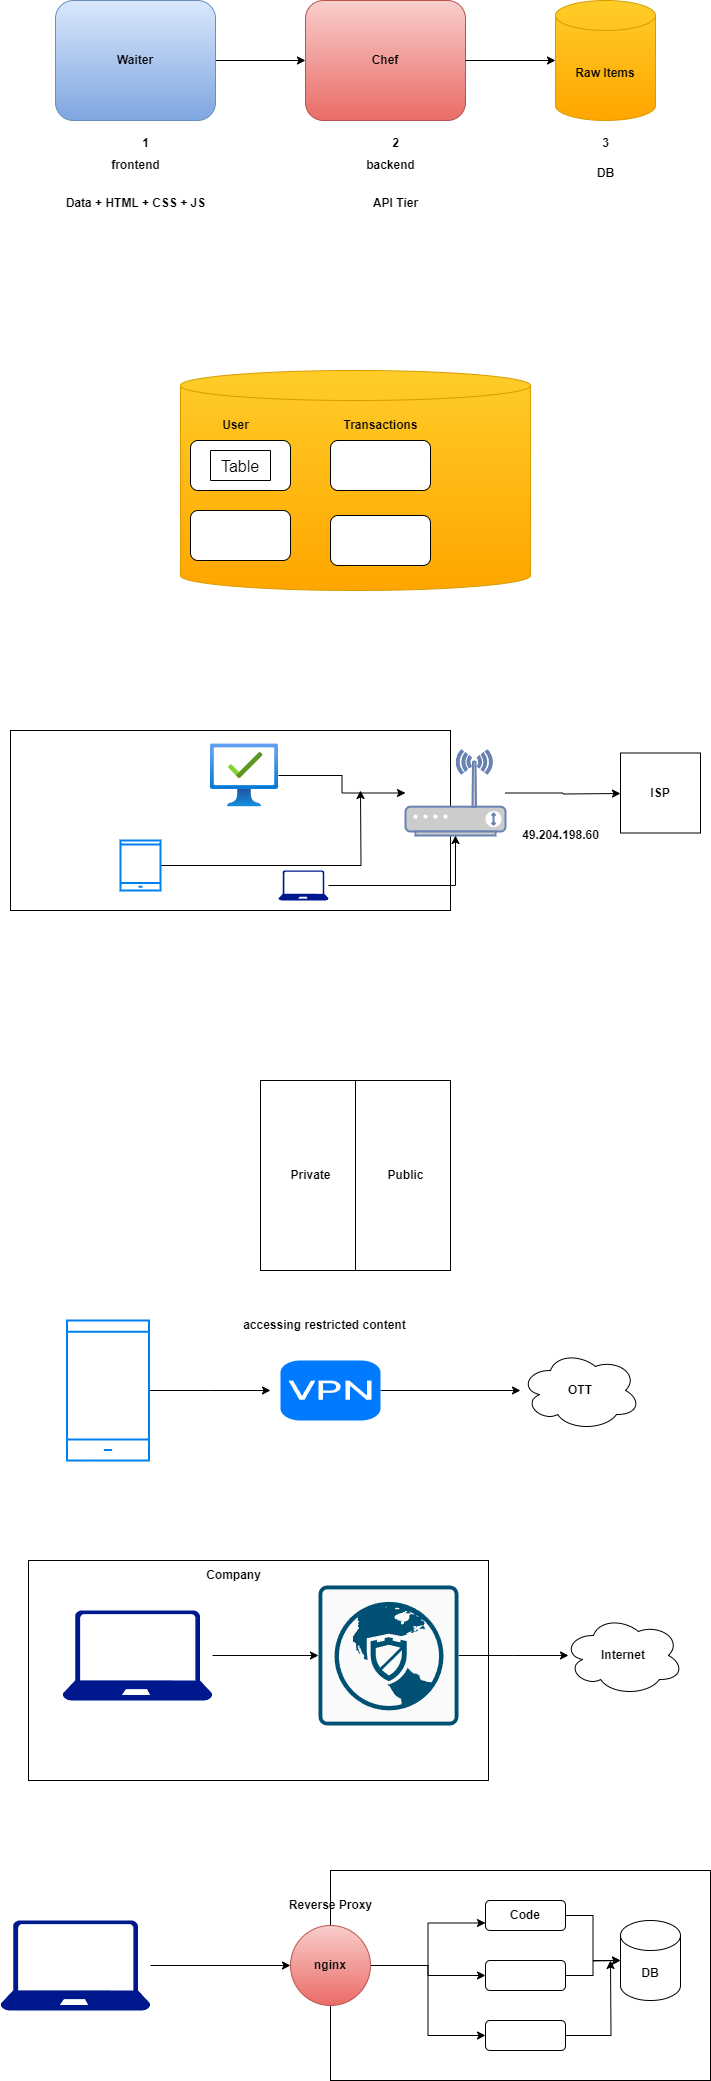 Waiter
Chef
Raw Items
1
2
3
frontend
backend
DB
Data + HTML + CSS + JS
API Tier
User
Transactions
Table
ISP
49.204.198.60
Private
Public
accessing restricted content
VPN
OTT
Company
Internet
Reverse Proxy
Code
nginx
DB